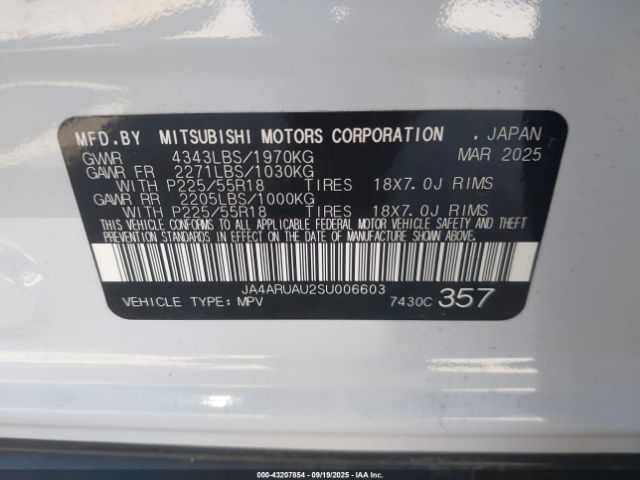 MFD.BY MITSUBISHI MOTORS CORPORATION . JAPAN
GVWR 4343LBS/1970KG MAR 2025
GAWR FR 2271LBS/1030KG
WITH P225/55R18 TIRES 18X7.0J RIMS
GAWR RR 2205LBS/1000KG
WITH P225/55R18 TIRES 18X7.0J RIMS
THIS VEHICLE CONFORMS TO ALL APPLICABLE FEDERAL MOTOR VEHICLE SAFETY AND THEFT
PREVENTION STANDARDS IN EFFECT ON THE DATE OF MANUFACTURE SHOWN ABOVE.
JA4ARUAU2SU006603
VEHICLE TYPE: MPV 7430C 357
000-43207854 | 09/19/2025 | IAAI.COM